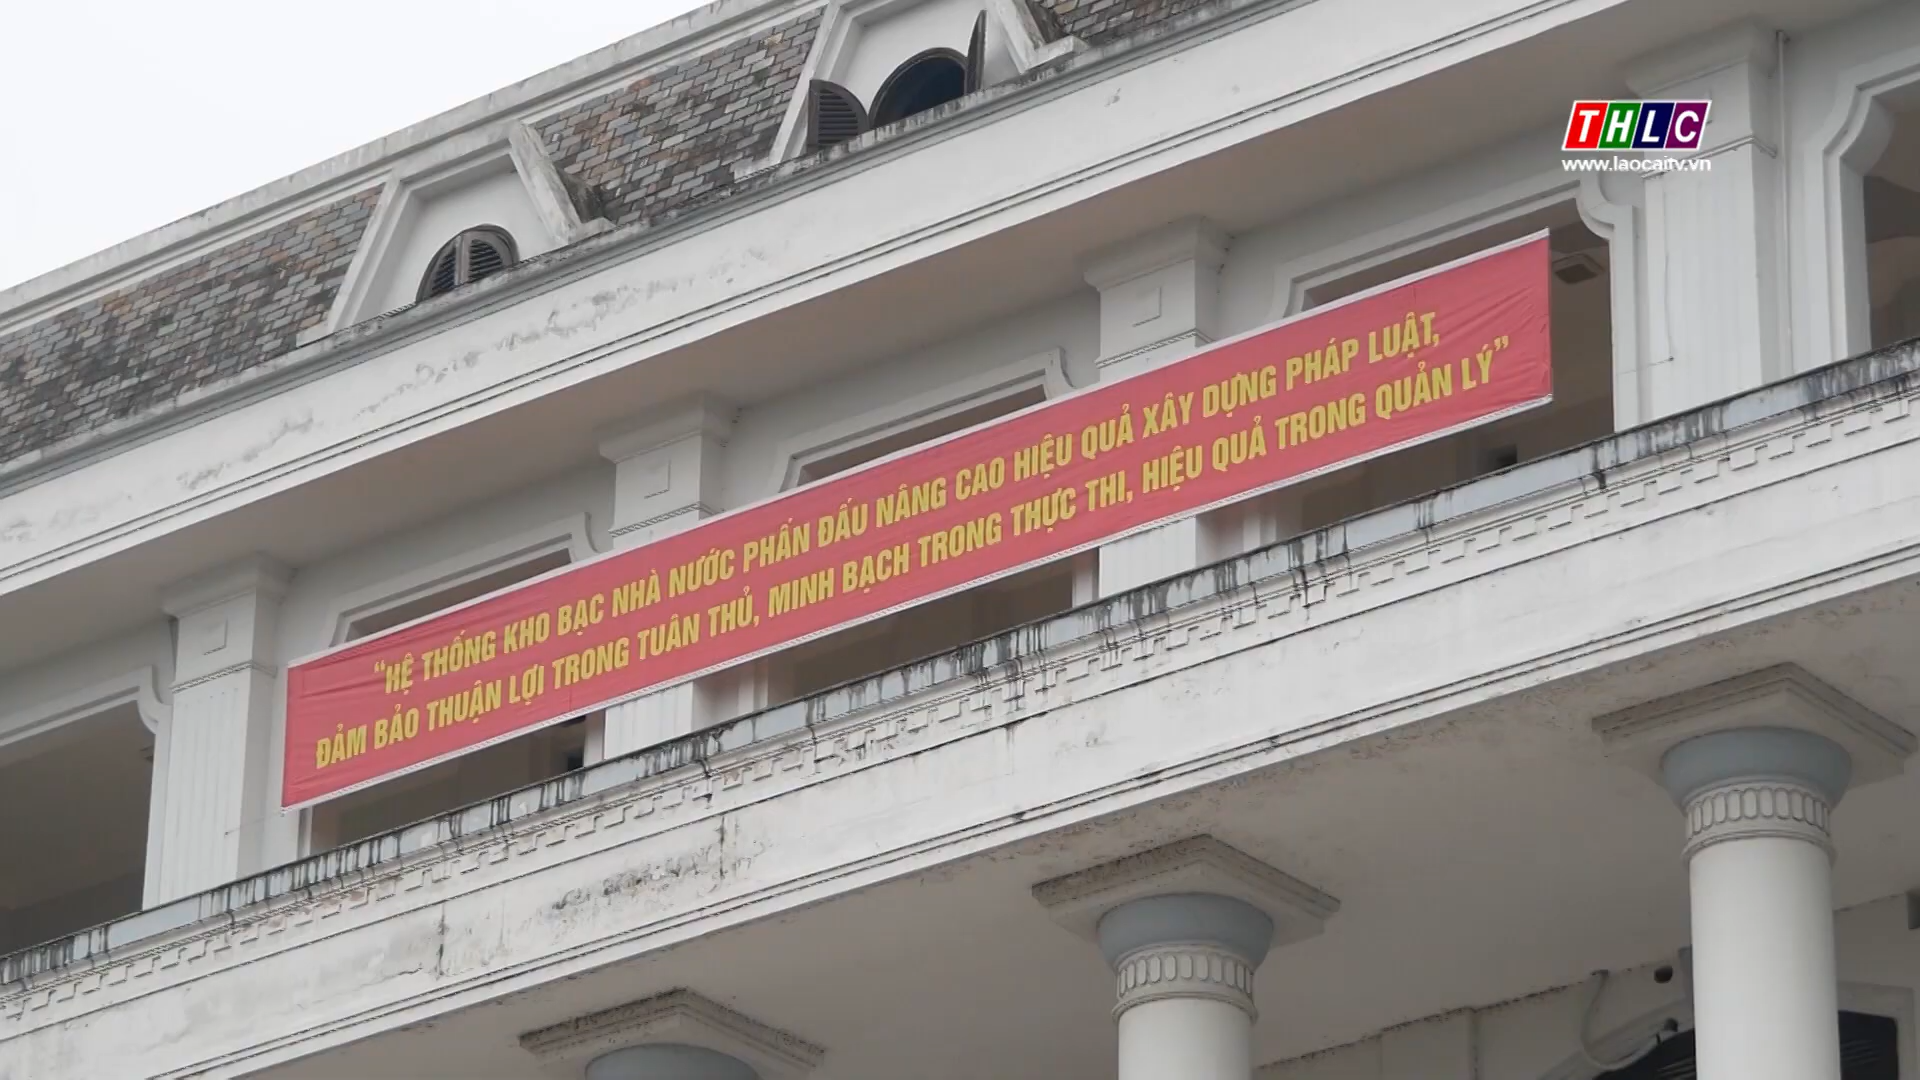 THLC
www.laocaitv.vn
“HỆ THỐNG KHO BẠC NHÀ NƯỚC PHẤN ĐẤU NÂNG CAO HIỆU QUẢ XÂY DỰNG PHÁP LUẬT,
ĐẢM BẢO THUẬN LỢI TRONG TUÂN THỦ, MINH BẠCH TRONG THỰC THI, HIỆU QUẢ TRONG QUẢN LÝ”